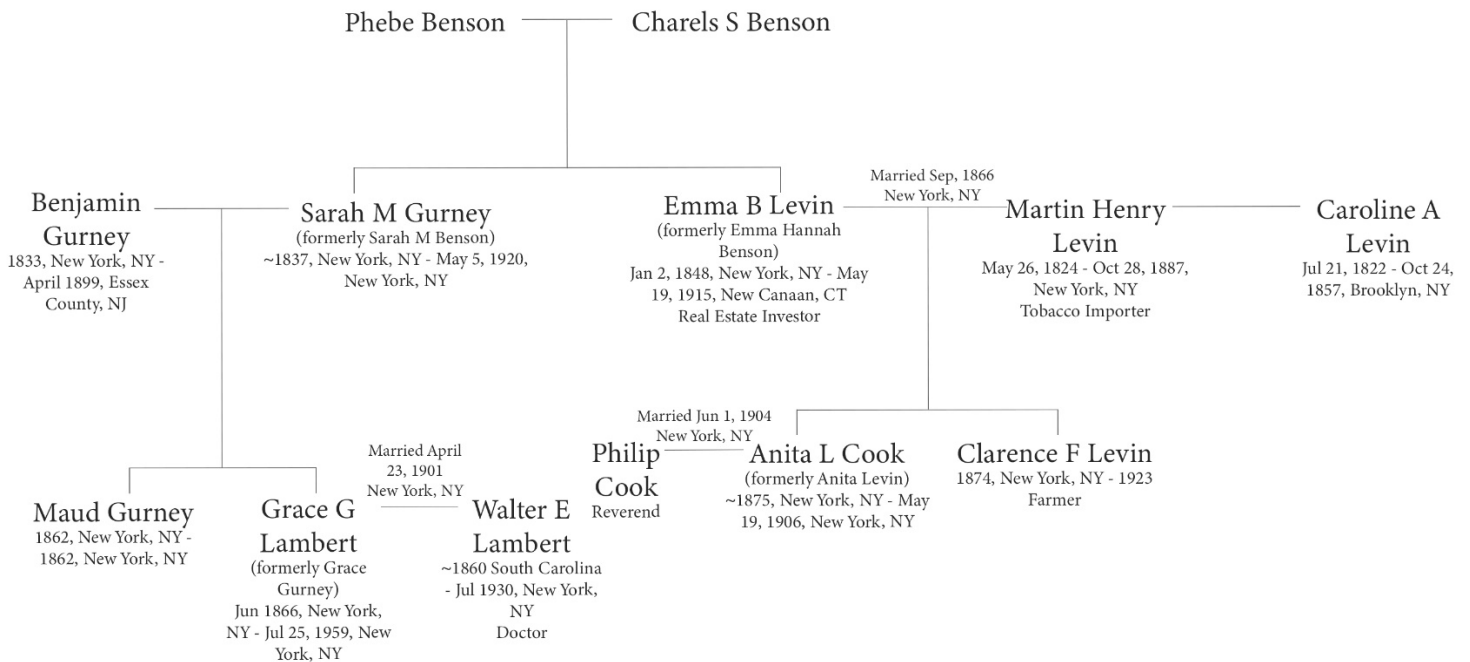 Phebe Benson
Charels S Benson
Benjamin
Gurney
1833, New York, NY -
April 1899, Essex
County, NJ
Sarah M Gurney
(formerly Sarah M Benson)
~1837, New York, NY - May 5, 1920,
New York, NY
Emma B Levin
(formerly Emma Hannah
Benson)
Jan 2, 1848, New York, NY - May
19, 1915, New Canaan, CT
Real Estate Investor
Married Sep, 1866
New York, NY
Martin Henry
Levin
May 26, 1824 - Oct 28, 1887,
New York, NY
Tobacco Importer
Caroline A
Levin
Jul 21, 1822 - Oct 24,
1857, Brooklyn, NY
Maud Gurney
1862, New York, NY -
1862, New York, NY
Grace G
Lambert
(formerly Grace
Gurney)
Jun 1866, New York,
NY - Jul 25, 1959, New
York, NY
Married April
23, 1901
New York, NY
Walter E
Lambert
~1860 South Carolina
- Jul 1930, New York,
NY
Doctor
Philip
Cook
Reverend
Married Jun 1, 1904
New York, NY
Anita L Cook
(formerly Anita Levin)
~1875, New York, NY - May
19, 1906, New York, NY
Clarence F Levin
1874, New York, NY - 1923
Farmer